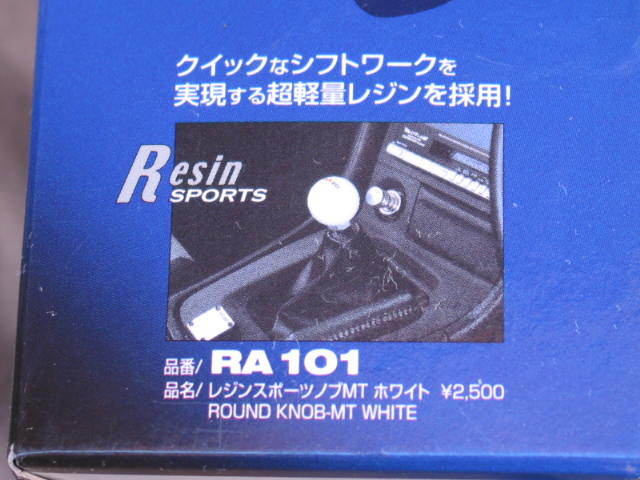 クイックなシフトワークを
実現する超軽量レジンを採用!
Resin
SPORTS
品番/ RA 101
品名/ レジンスポーツノブMT ホワイト ¥2,500
ROUND KNOB-MT WHITE